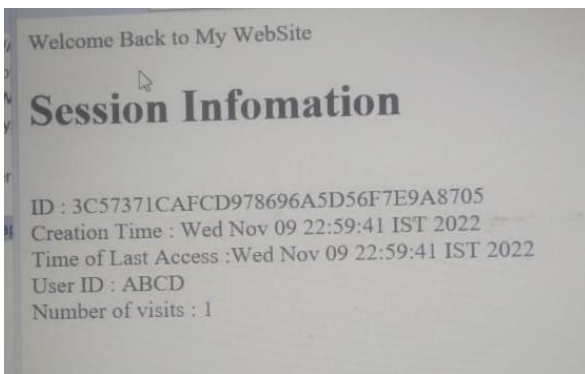 Welcome Back to My WebSite
Session Infomation
ID : 3C57371CAFCD978696A5D56F7E9A8705
Creation Time : Wed Nov 09 22:59:41 IST 2022
Time of Last Access :Wed Nov 09 22:59:41 IST 2022
User ID : ABCD
Number of visits : 1